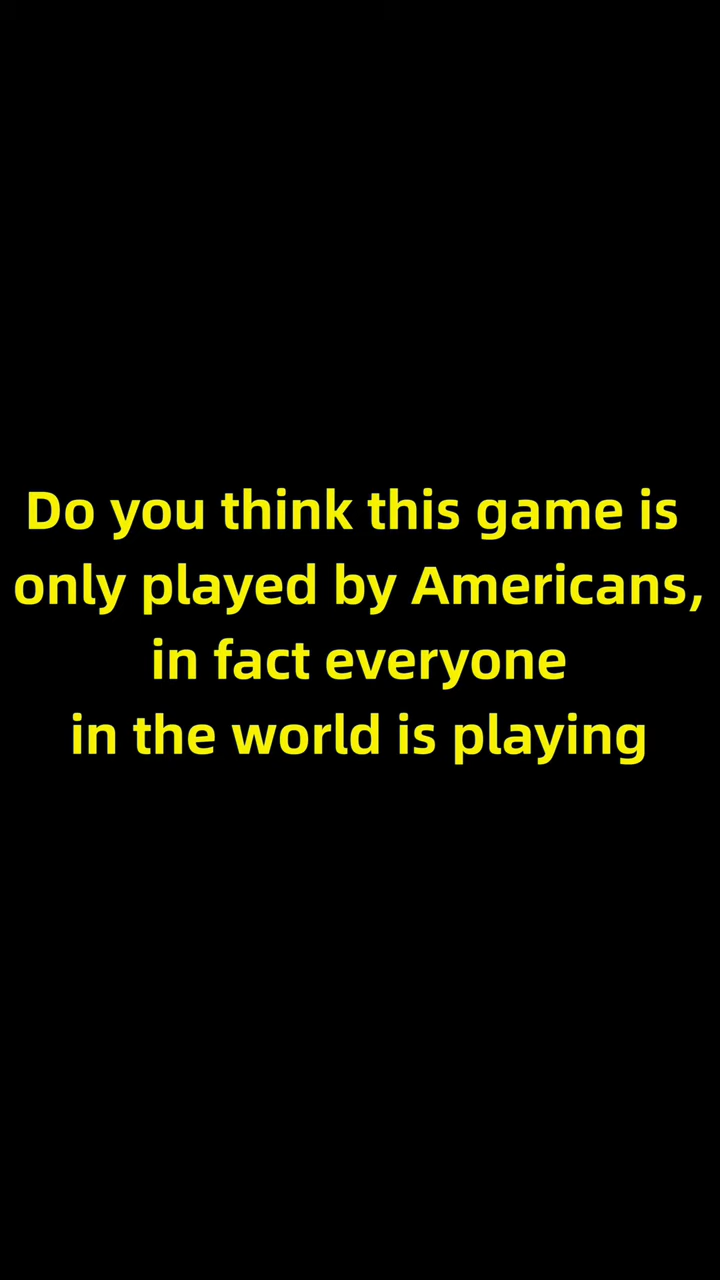 Do you think this game is
only played by Americans,
in fact everyone
in the world is playing